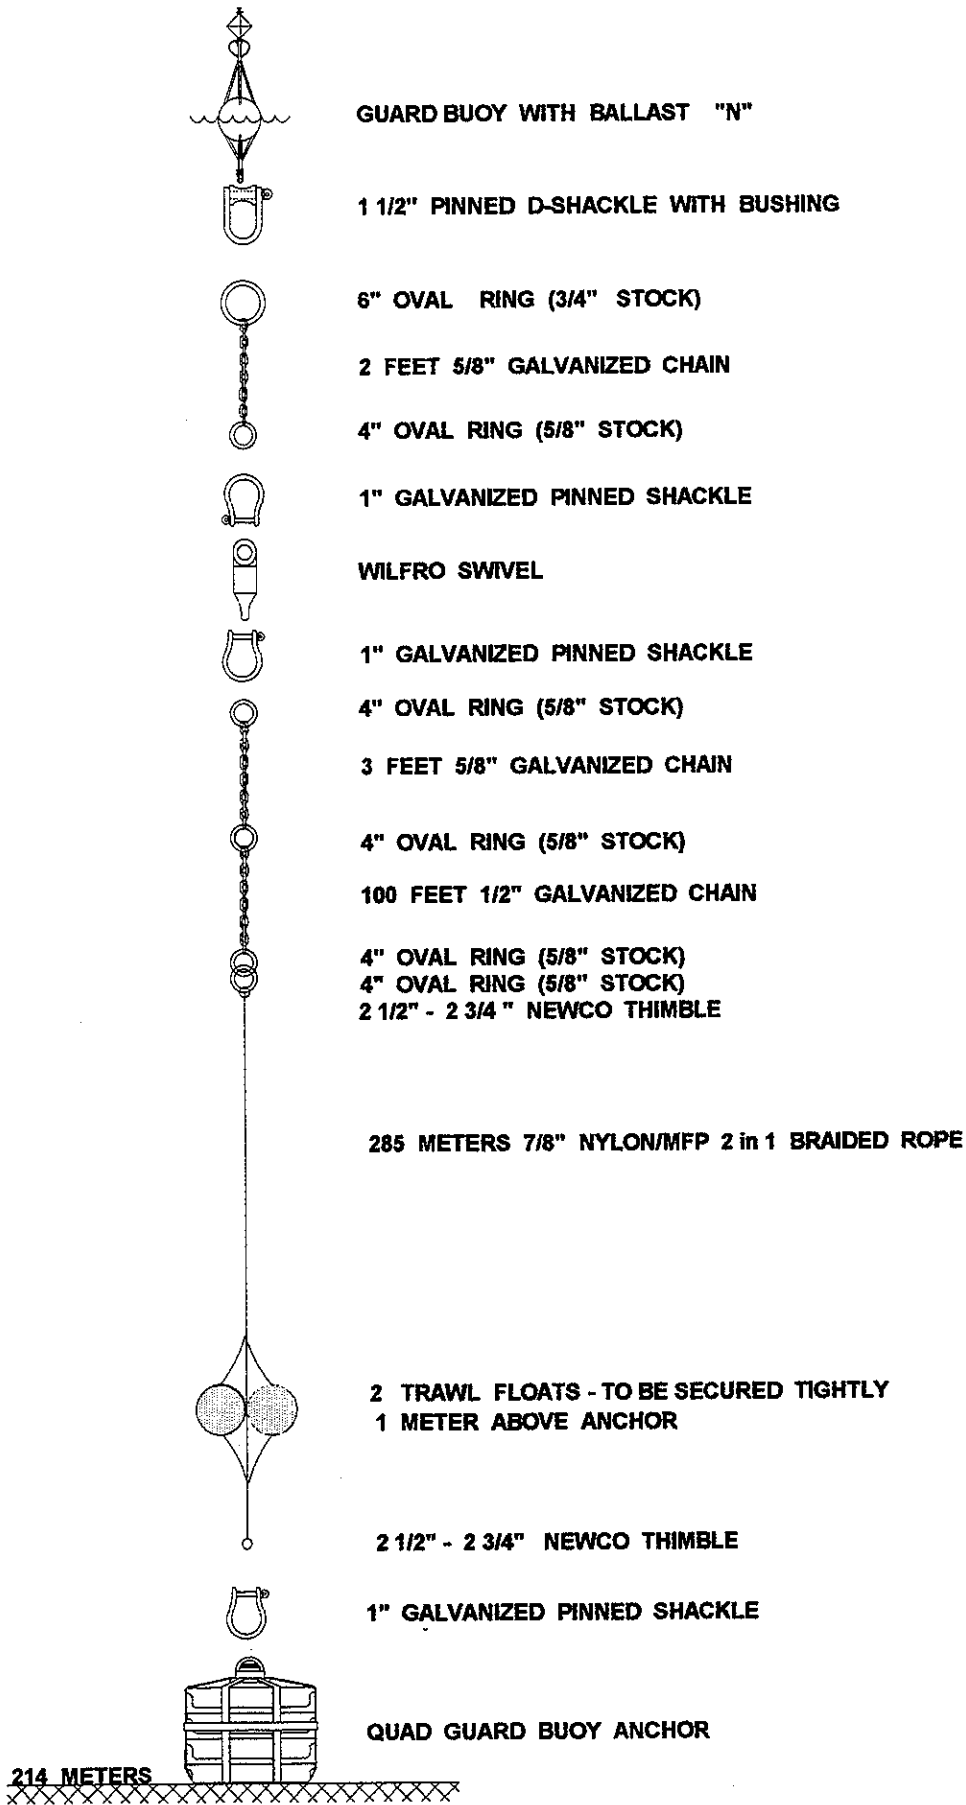 GUARD BUOY WITH BALLAST "N"
1 1/2" PINNED D-SHACKLE WITH BUSHING
6" OVAL RING (3/4" STOCK)
2 FEET 5/8" GALVANIZED CHAIN
4" OVAL RING (5/8" STOCK)
1" GALVANIZED PINNED SHACKLE
WILFRO SWIVEL
1" GALVANIZED PINNED SHACKLE
4" OVAL RING (5/8" STOCK)
3 FEET 5/8" GALVANIZED CHAIN
4" OVAL RING (5/8" STOCK)
100 FEET 1/2" GALVANIZED CHAIN
4" OVAL RING (5/8" STOCK)
4" OVAL RING (5/8" STOCK)
2 1/2" - 2 3/4 " NEWCO THIMBLE
285 METERS 7/8" NYLON/MFP 2 in 1 BRAIDED ROPE
2 TRAWL FLOATS - TO BE SECURED TIGHTLY
1 METER ABOVE ANCHOR
2 1/2" - 2 3/4" NEWCO THIMBLE
1" GALVANIZED PINNED SHACKLE
QUAD GUARD BUOY ANCHOR
214 METERS